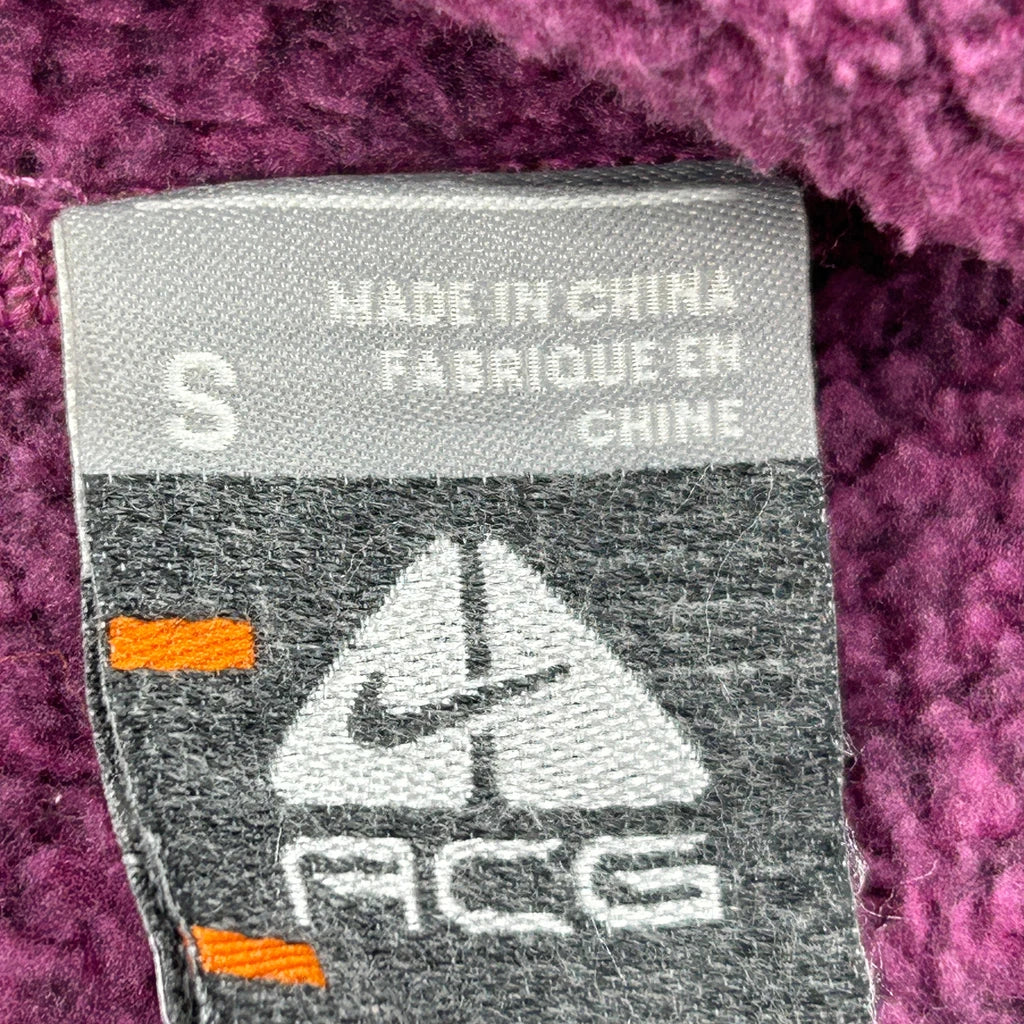 MADE IN CHINA
FABRIQUE EN
CHINE
S
ACG